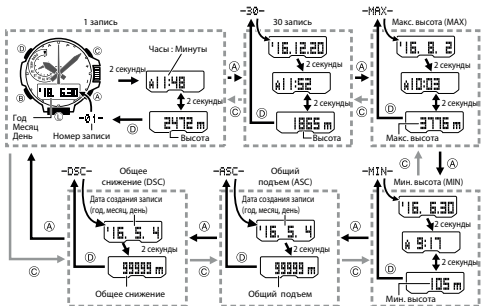 1 запись
'16. 6.30
Год
Месяц
День
Номер записи
-01-
2 секунды
Часы : Минуты
A11:48
2 секунды
2472 m
Высота
A
B
C
D
L
-30-
30 запись
'16.12.20
2 секунды
A11:52
2 секунды
1865 m
Высота
-MAX-
Макс. высота (MAX)
'16. 8. 2
2 секунды
A10:03
2 секунды
3776 m
Макс. высота
-MIN-
Мин. высота (MIN)
'16. 6.30
2 секунды
A 9:17
2 секунды
-105 m
Мин. высота
-ASC-
Общий
подъем (ASC)
Дата создания записи
(год, месяц, день)
'16. 5. 4
2 секунды
99999 m
Общий подъем
-DSC-
Общее
снижение (DSC)
Дата создания записи
(год, месяц, день)
'16. 5. 4
2 секунды
99999 m
Общее снижение